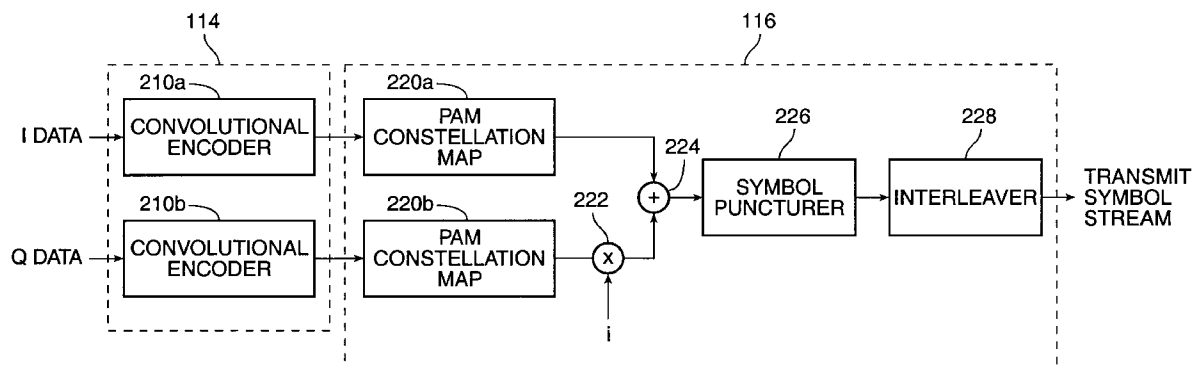 114
116
210a
CONVOLUTIONAL
ENCODER
220a
PAM
CONSTELLATION
MAP
I DATA
226
228
224
+
SYMBOL
PUNCTURER
INTERLEAVER
TRANSMIT
SYMBOL
STREAM
210b
CONVOLUTIONAL
ENCODER
220b
PAM
CONSTELLATION
MAP
222
X
Q DATA
i